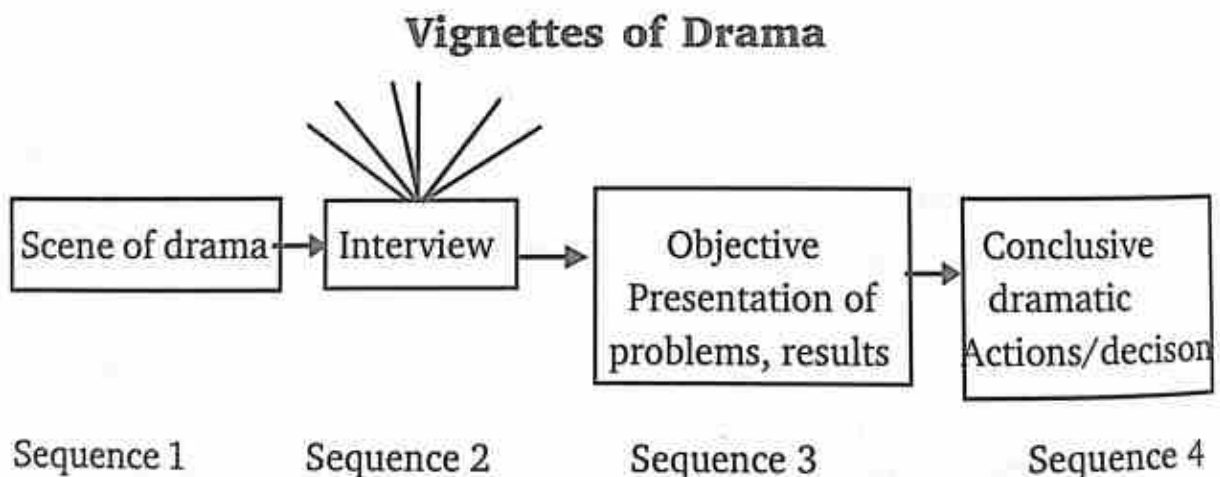 Vignettes of Drama
Scene of drama
Interview
Objective
Presentation of
problems, results
Conclusive
dramatic
Actions/decison
Sequence 1
Sequence 2
Sequence 3
Sequence 4